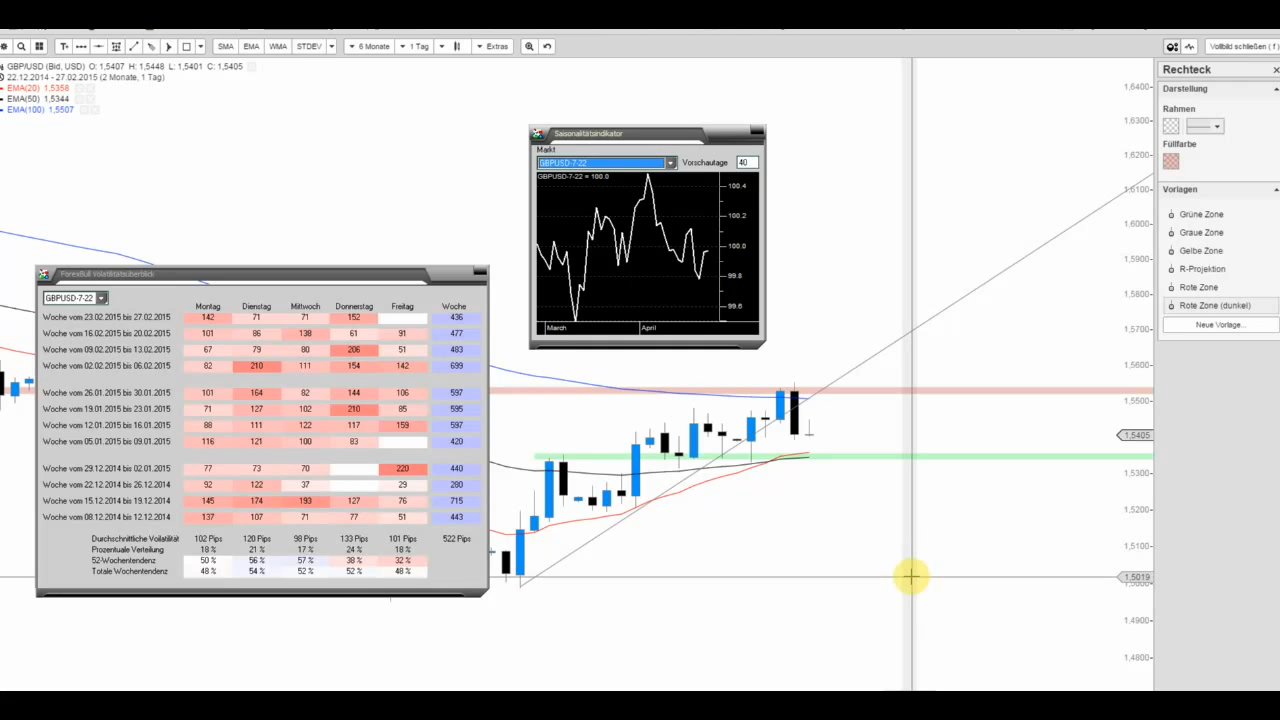 T SMA EMA WMA STDEV 6 Monate 1 Tag Extras Vollbild schließen ( f )
GBP/USD (Bid, USD) O: 1,5407 H: 1,5448 L: 1,5401 C: 1,5405
22.12.2014 - 27.02.2015 (2 Monate, 1 Tag)
EMA(20) 1,5358
EMA(50) 1,5344
EMA(100) 1,5507
Rechteck
Darstellung
Rahmen
Füllfarbe
Vorlagen
Grüne Zone
Graue Zone
Gelbe Zone
R-Projektion
Rote Zone
Rote Zone (dunkel)
Neue Vorlage...
Saisonalitätsindikator
Markt
GBPUSD-7-22 Vorschautage 40
GBPUSD-7-22 = 100.0
100.4
100.2
100.0
99.8
99.6
March April
ForexBull Volatilitätsüberblick
GBPUSD-7-22
Montag Dienstag Mittwoch Donnerstag Freitag Woche
Woche vom 23.02.2015 bis 27.02.2015 142 71 71 152 436
Woche vom 16.02.2015 bis 20.02.2015 101 86 138 61 91 477
Woche vom 09.02.2015 bis 13.02.2015 67 79 80 206 51 483
Woche vom 02.02.2015 bis 06.02.2015 82 210 111 154 142 699
Woche vom 26.01.2015 bis 30.01.2015 101 164 82 144 106 597
Woche vom 19.01.2015 bis 23.01.2015 71 127 102 210 85 595
Woche vom 12.01.2015 bis 16.01.2015 88 111 122 117 159 597
Woche vom 05.01.2015 bis 09.01.2015 116 121 100 83 420
Woche vom 29.12.2014 bis 02.01.2015 77 73 70 220 440
Woche vom 22.12.2014 bis 26.12.2014 92 122 37 29 280
Woche vom 15.12.2014 bis 19.12.2014 145 174 193 127 76 715
Woche vom 08.12.2014 bis 12.12.2014 137 107 71 77 51 443
Durchschnittliche Volatilität 102 Pips 120 Pips 98 Pips 133 Pips 101 Pips 522 Pips
Prozentuale Verteilung 18 % 21 % 17 % 24 % 18 %
52-Wochentendenz 50 % 56 % 57 % 38 % 32 %
Totale Wochentendenz 48 % 54 % 52 % 52 % 48 %
1,6400
1,6300
1,6200
1,6100
1,6000
1,5900
1,5800
1,5700
1,5600
1,5500
1,5405
1,5300
1,5200
1,5100
1,5019
1,4900
1,4800